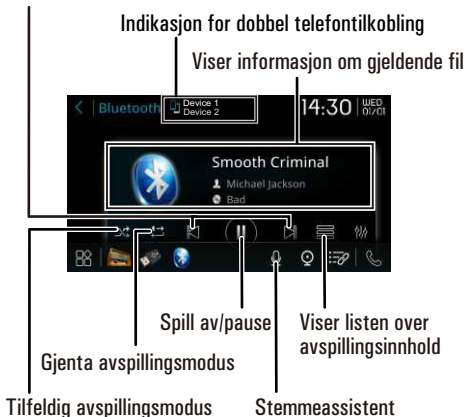 Indikasjon for dobbel telefontilkobling
Viser informasjon om gjeldende fil
Bluetooth
Device 1
Device 2
14:30
WED
01/01
Smooth Criminal
Michael Jackson
Bad
Spill av/pause
Viser listen over
avspillingsinnhold
Gjenta avspillingsmodus
Tilfeldig avspillingsmodus
Stemmeassistent